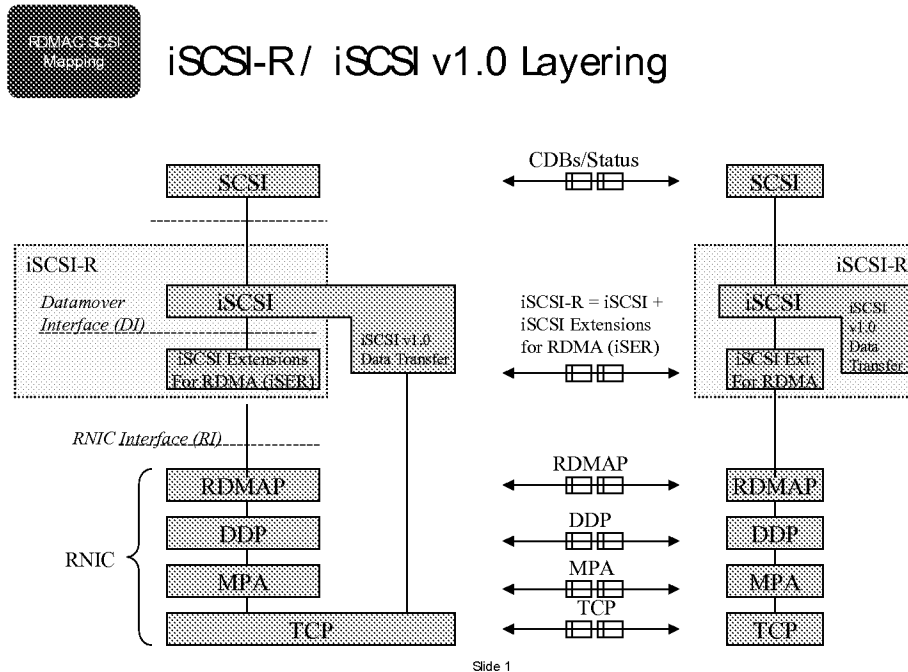 RDMAC SCSI
Mapping
iSCSI-R / iSCSI v1.0 Layering
SCSI
CDBs/Status
SCSI
iSCSI-R
iSCSI
Datamover
Interface (DI)
iSCSI v1.0
Data Transfer
iSCSI Extensions
For RDMA (iSER)
iSCSI-R = iSCSI +
iSCSI Extensions
for RDMA (iSER)
iSCSI-R
iSCSI
iSCSI
v1.0
Data
Transfer
iSCSI Ext.
For RDMA
RNIC Interface (RI)
RNIC
RDMAP
RDMAP
RDMAP
DDP
DDP
DDP
MPA
MPA
MPA
TCP
TCP
TCP
Slide 1